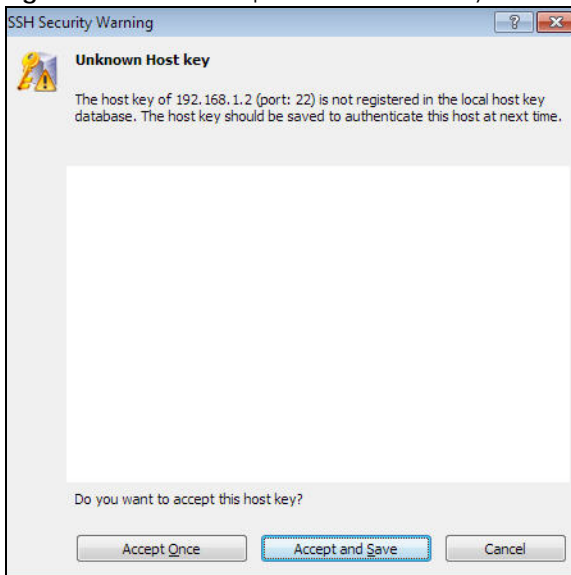 SSH Security Warning
Unknown Host key
The host key of 192.168.1.2 (port: 22) is not registered in the local host key
database. The host key should be saved to authenticate this host at next time.
Do you want to accept this host key?
Accept Once
Accept and Save
Cancel